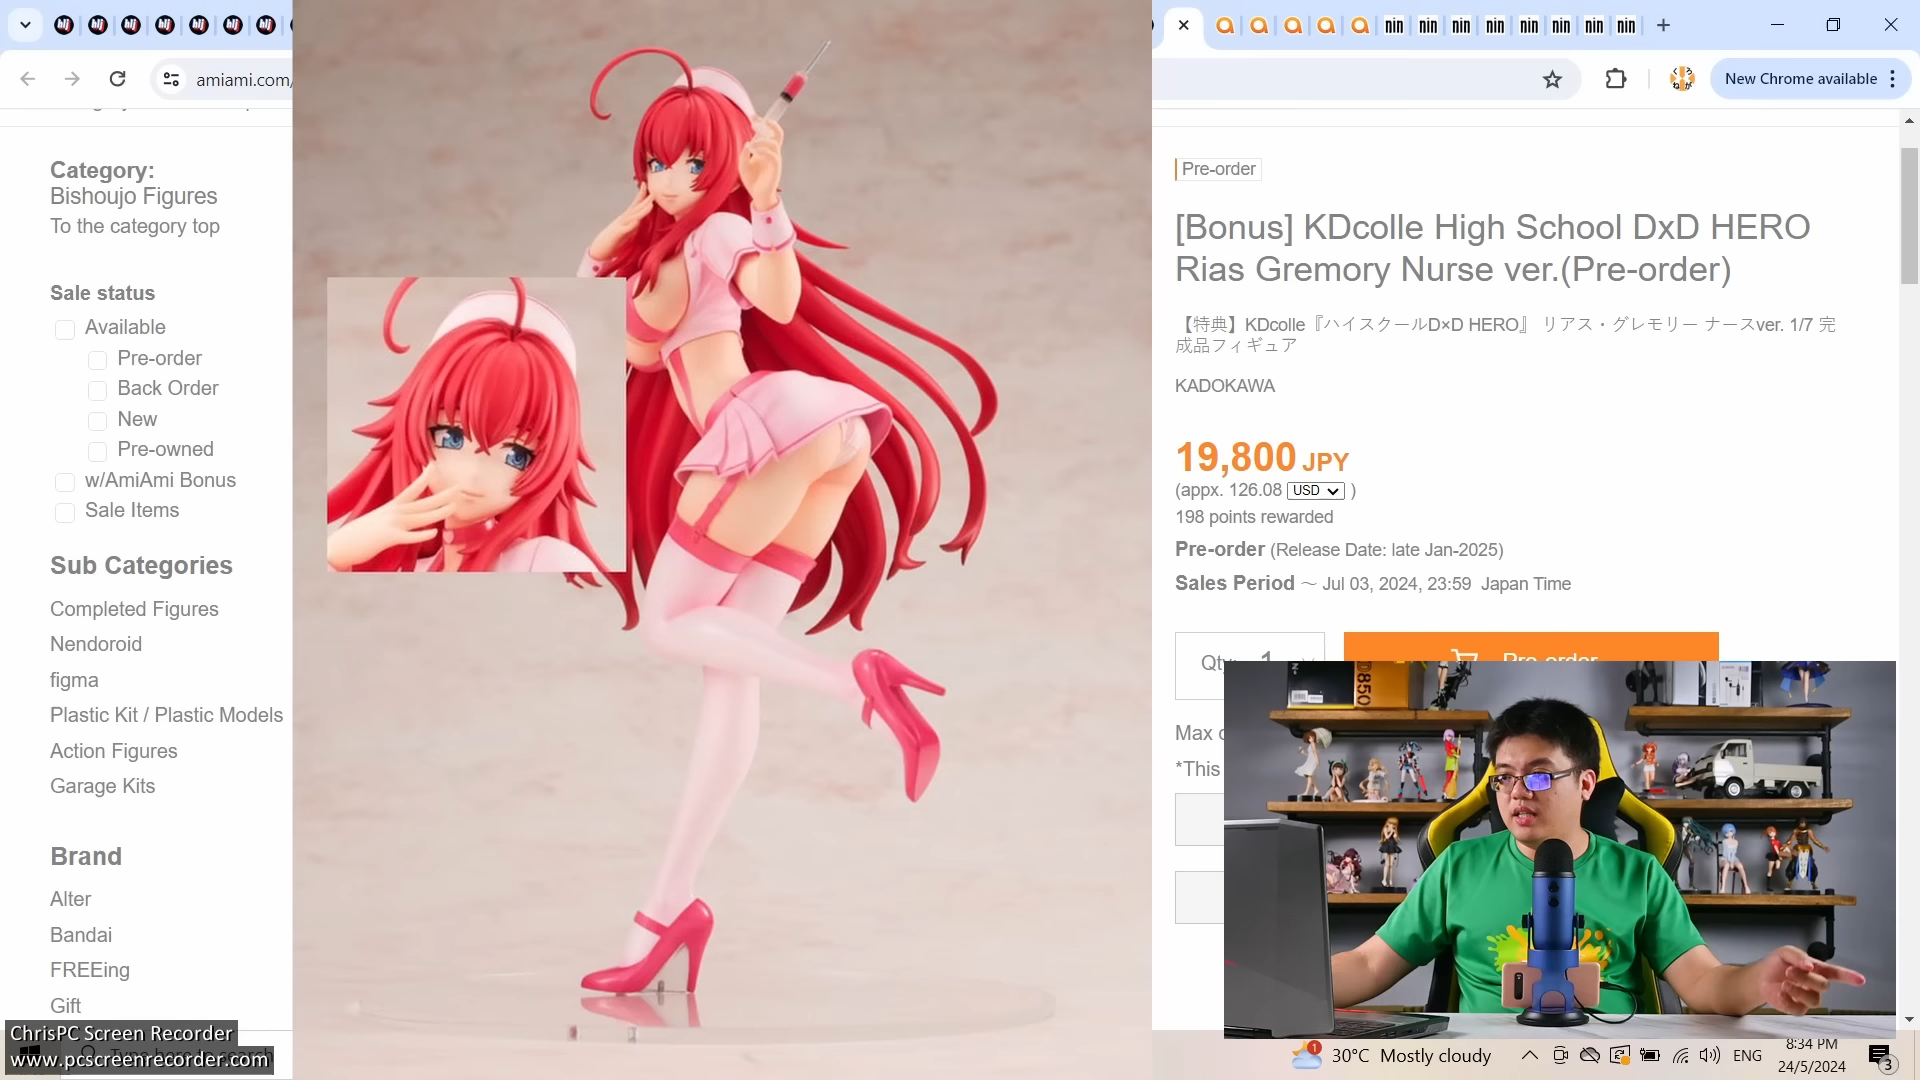 amiami.com/
New Chrome available
Category:
Bishoujo Figures
To the category top
Sale status
Available
Pre-order
Back Order
New
Pre-owned
w/AmiAmi Bonus
Sale Items
Sub Categories
Completed Figures
Nendoroid
figma
Plastic Kit / Plastic Models
Action Figures
Garage Kits
Brand
Alter
Bandai
FREEing
Gift
Pre-order
[Bonus] KDcolle High School DxD HERO
Rias Gremory Nurse ver.(Pre-order)
【特典】KDcolle『ハイスクールD×D HERO』 リアス・グレモリー ナースver. 1/7 完
成品フィギュア
KADOKAWA
19,800 JPY
(appx. 126.08 USD )
198 points rewarded
Pre-order (Release Date: late Jan-2025)
Sales Period ～ Jul 03, 2024, 23:59 Japan Time
Qty 1
Pre-order
Max
*This
D850
ChrisPC Screen Recorder
www.pcscreenrecorder.com
30°C Mostly cloudy
ENG
8:34 PM
24/5/2024
3